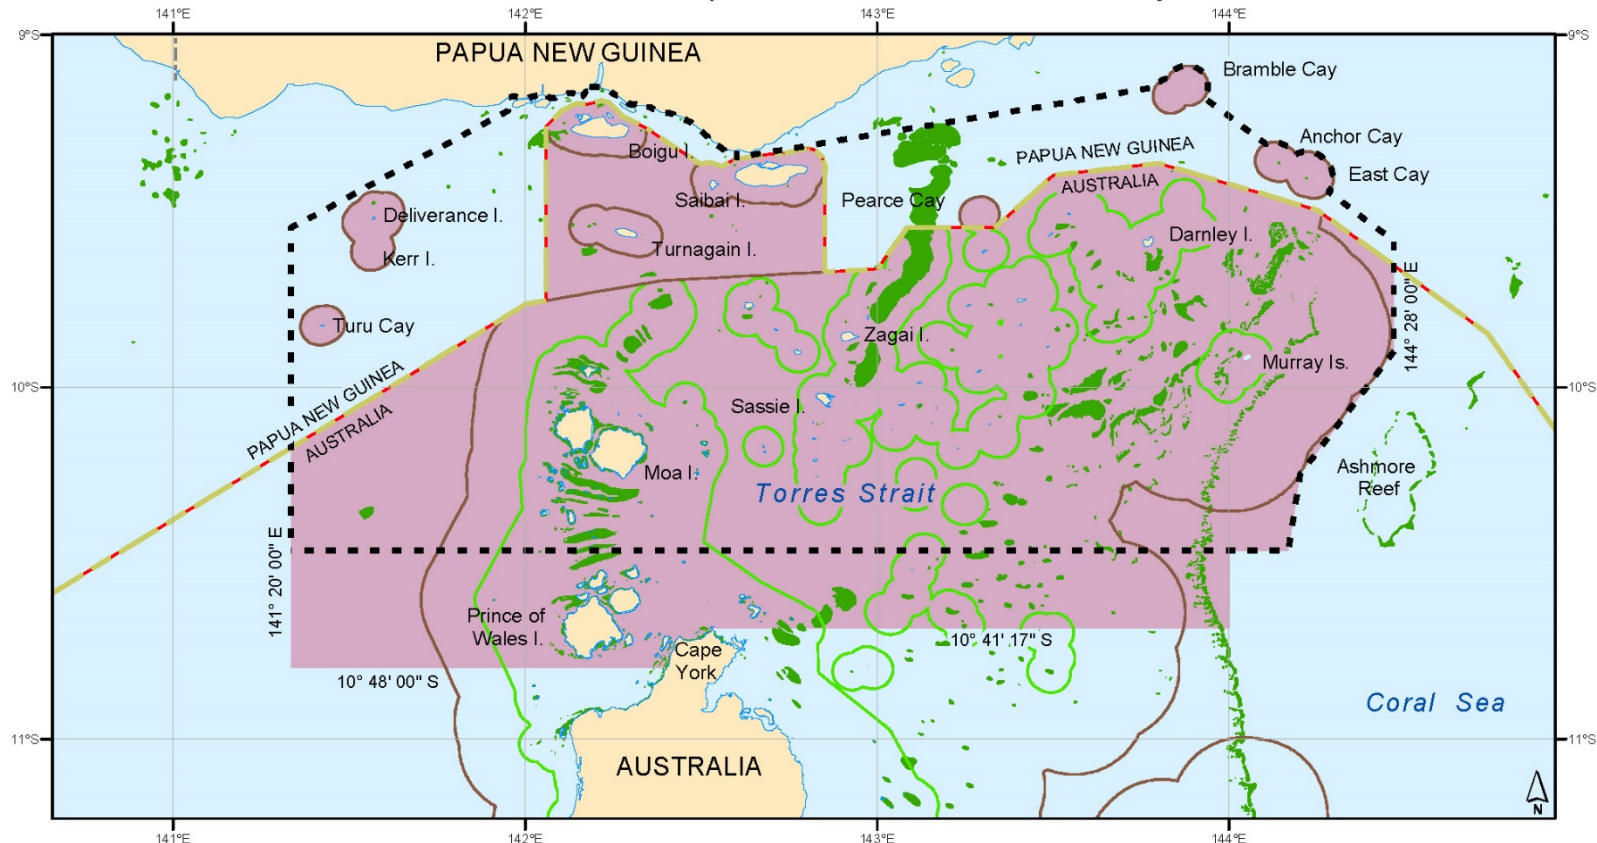 141°E
142°E
143°E
144°E
9°S
9°S
PAPUA NEW GUINEA
Bramble Cay
Anchor Cay
East Cay
PAPUA NEW GUINEA
AUSTRALIA
Boigu I.
Saibai I.
Pearce Cay
Deliverance I.
Kerr I.
Turnagain I.
Darnley I.
144° 28' 00" E
Turu Cay
Zagai I.
Murray Is.
10°S
10°S
PAPUA NEW GUINEA
AUSTRALIA
Sassie I.
Moa I.
Torres Strait
Ashmore
Reef
141° 20' 00" E
Prince of
Wales I.
Cape
York
10° 41' 17" S
10° 48' 00" S
Coral Sea
11°S
11°S
AUSTRALIA
N
141°E
142°E
143°E
144°E